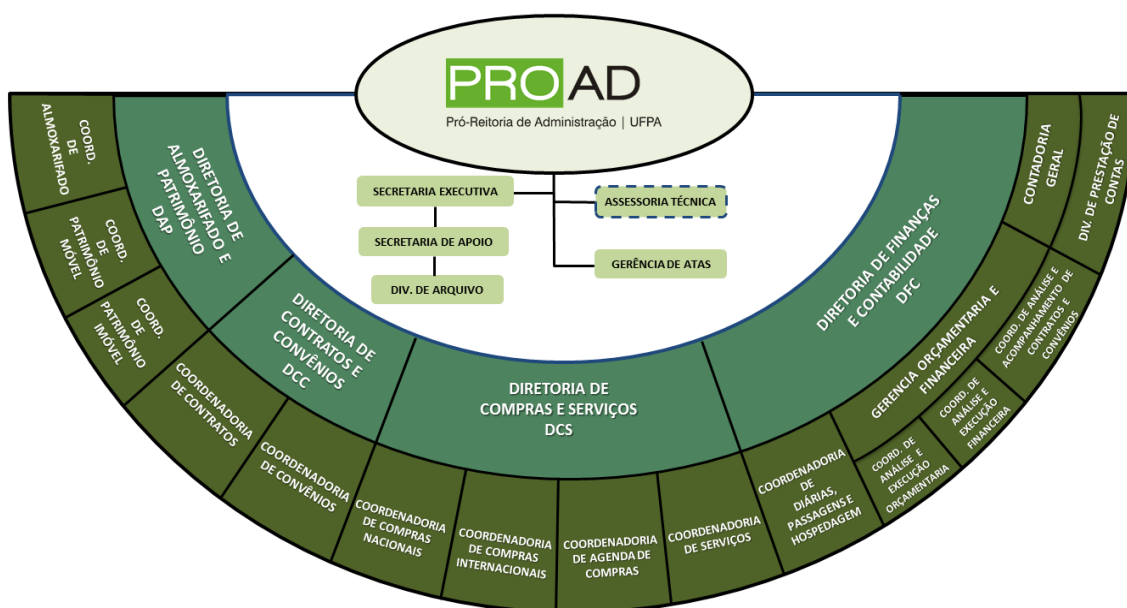 PROAD
Pró-Reitoria de Administração | UFPA
SECRETARIA EXECUTIVA
SECRETARIA DE APOIO
DIV. DE ARQUIVO
ASSESSORIA TÉCNICA
GERÊNCIA DE ATAS
DIRETORIA DE
ALMOXARIFADO E
PATRIMÔNIO
DAP
COORD.
DE
ALMOXARIFADO
COORD.
DE
PATRIMÔNIO
MÓVEL
COORD.
DE
PATRIMÔNIO
IMÓVEL
DIRETORIA DE
CONTRATOS E
CONVÊNIOS
DCC
COORDENADORIA
DE CONTRATOS
COORDENADORIA
DE CONVÊNIOS
DIRETORIA DE
COMPRAS E SERVIÇOS
DCS
COORDENADORIA
DE COMPRAS
NACIONAIS
COORDENADORIA
DE COMPRAS
INTERNACIONAIS
COORDENADORIA
DE AGENDA DE
COMPRAS
COORDENADORIA
DE SERVIÇOS
DIRETORIA DE FINANÇAS
E CONTABILIDADE
DFC
COORDENADORIA
DE
DIÁRIAS,
PASSAGENS E
HOSPEDAGEM
GERENCIA ORÇAMENTARIA E
FINANCEIRA
COORD. DE
ANÁLISE E
EXECUÇÃO
ORÇAMENTARIA
COORD. DE
ANÁLISE E
EXECUÇÃO
FINANCEIRA
COORD. DE ANÁLISE E
ACOMPANHAMENTO DE
CONTRATOS E
CONVÊNIOS
CONTADORIA
GERAL
DIV. DE PRESTAÇÃO DE
CONTAS